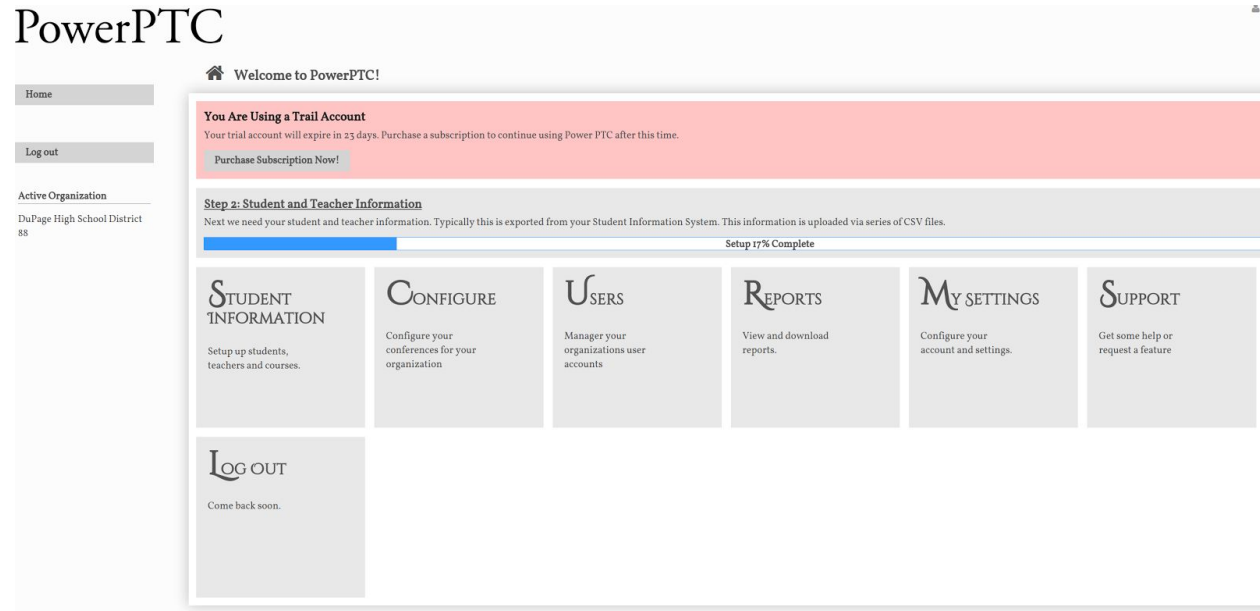 PowerPTC
Welcome to PowerPTC!
Home
Log out
Active Organization
DuPage High School District
88
You Are Using a Trail Account
Your trial account will expire in 23 days. Purchase a subscription to continue using Power PTC after this time.
Purchase Subscription Now!
Step 2: Student and Teacher Information
Next we need your student and teacher information. Typically this is exported from your Student Information System. This information is uploaded via series of CSV files.
Setup 17% Complete
Student
Information
Setup up students,
teachers and courses.
Configure
Configure your
conferences for your
organization
Users
Manager your
organizations user
accounts
Reports
View and download
reports.
My Settings
Configure your
account and settings.
Support
Get some help or
request a feature
Log out
Come back soon.